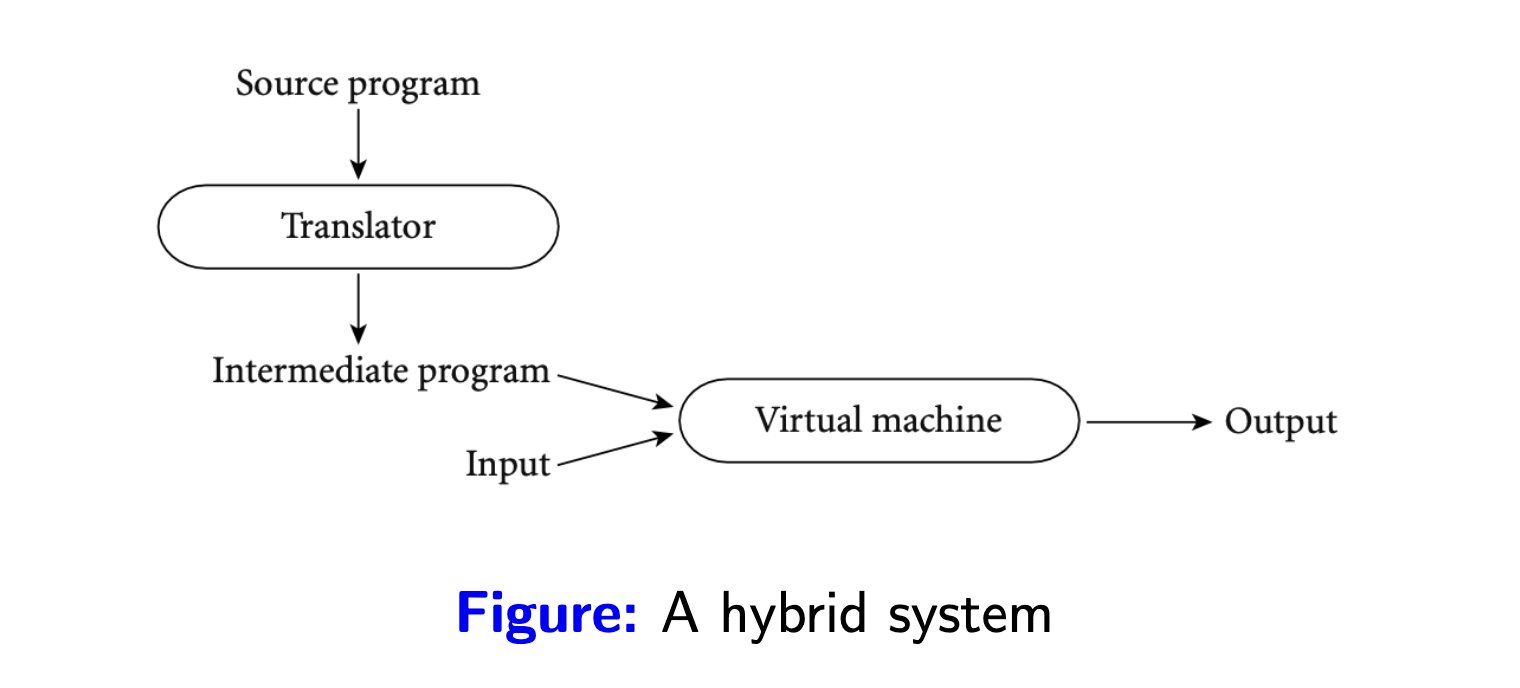 Source program
Translator
Intermediate program
Virtual machine
Output
Input
Figure: A hybrid system